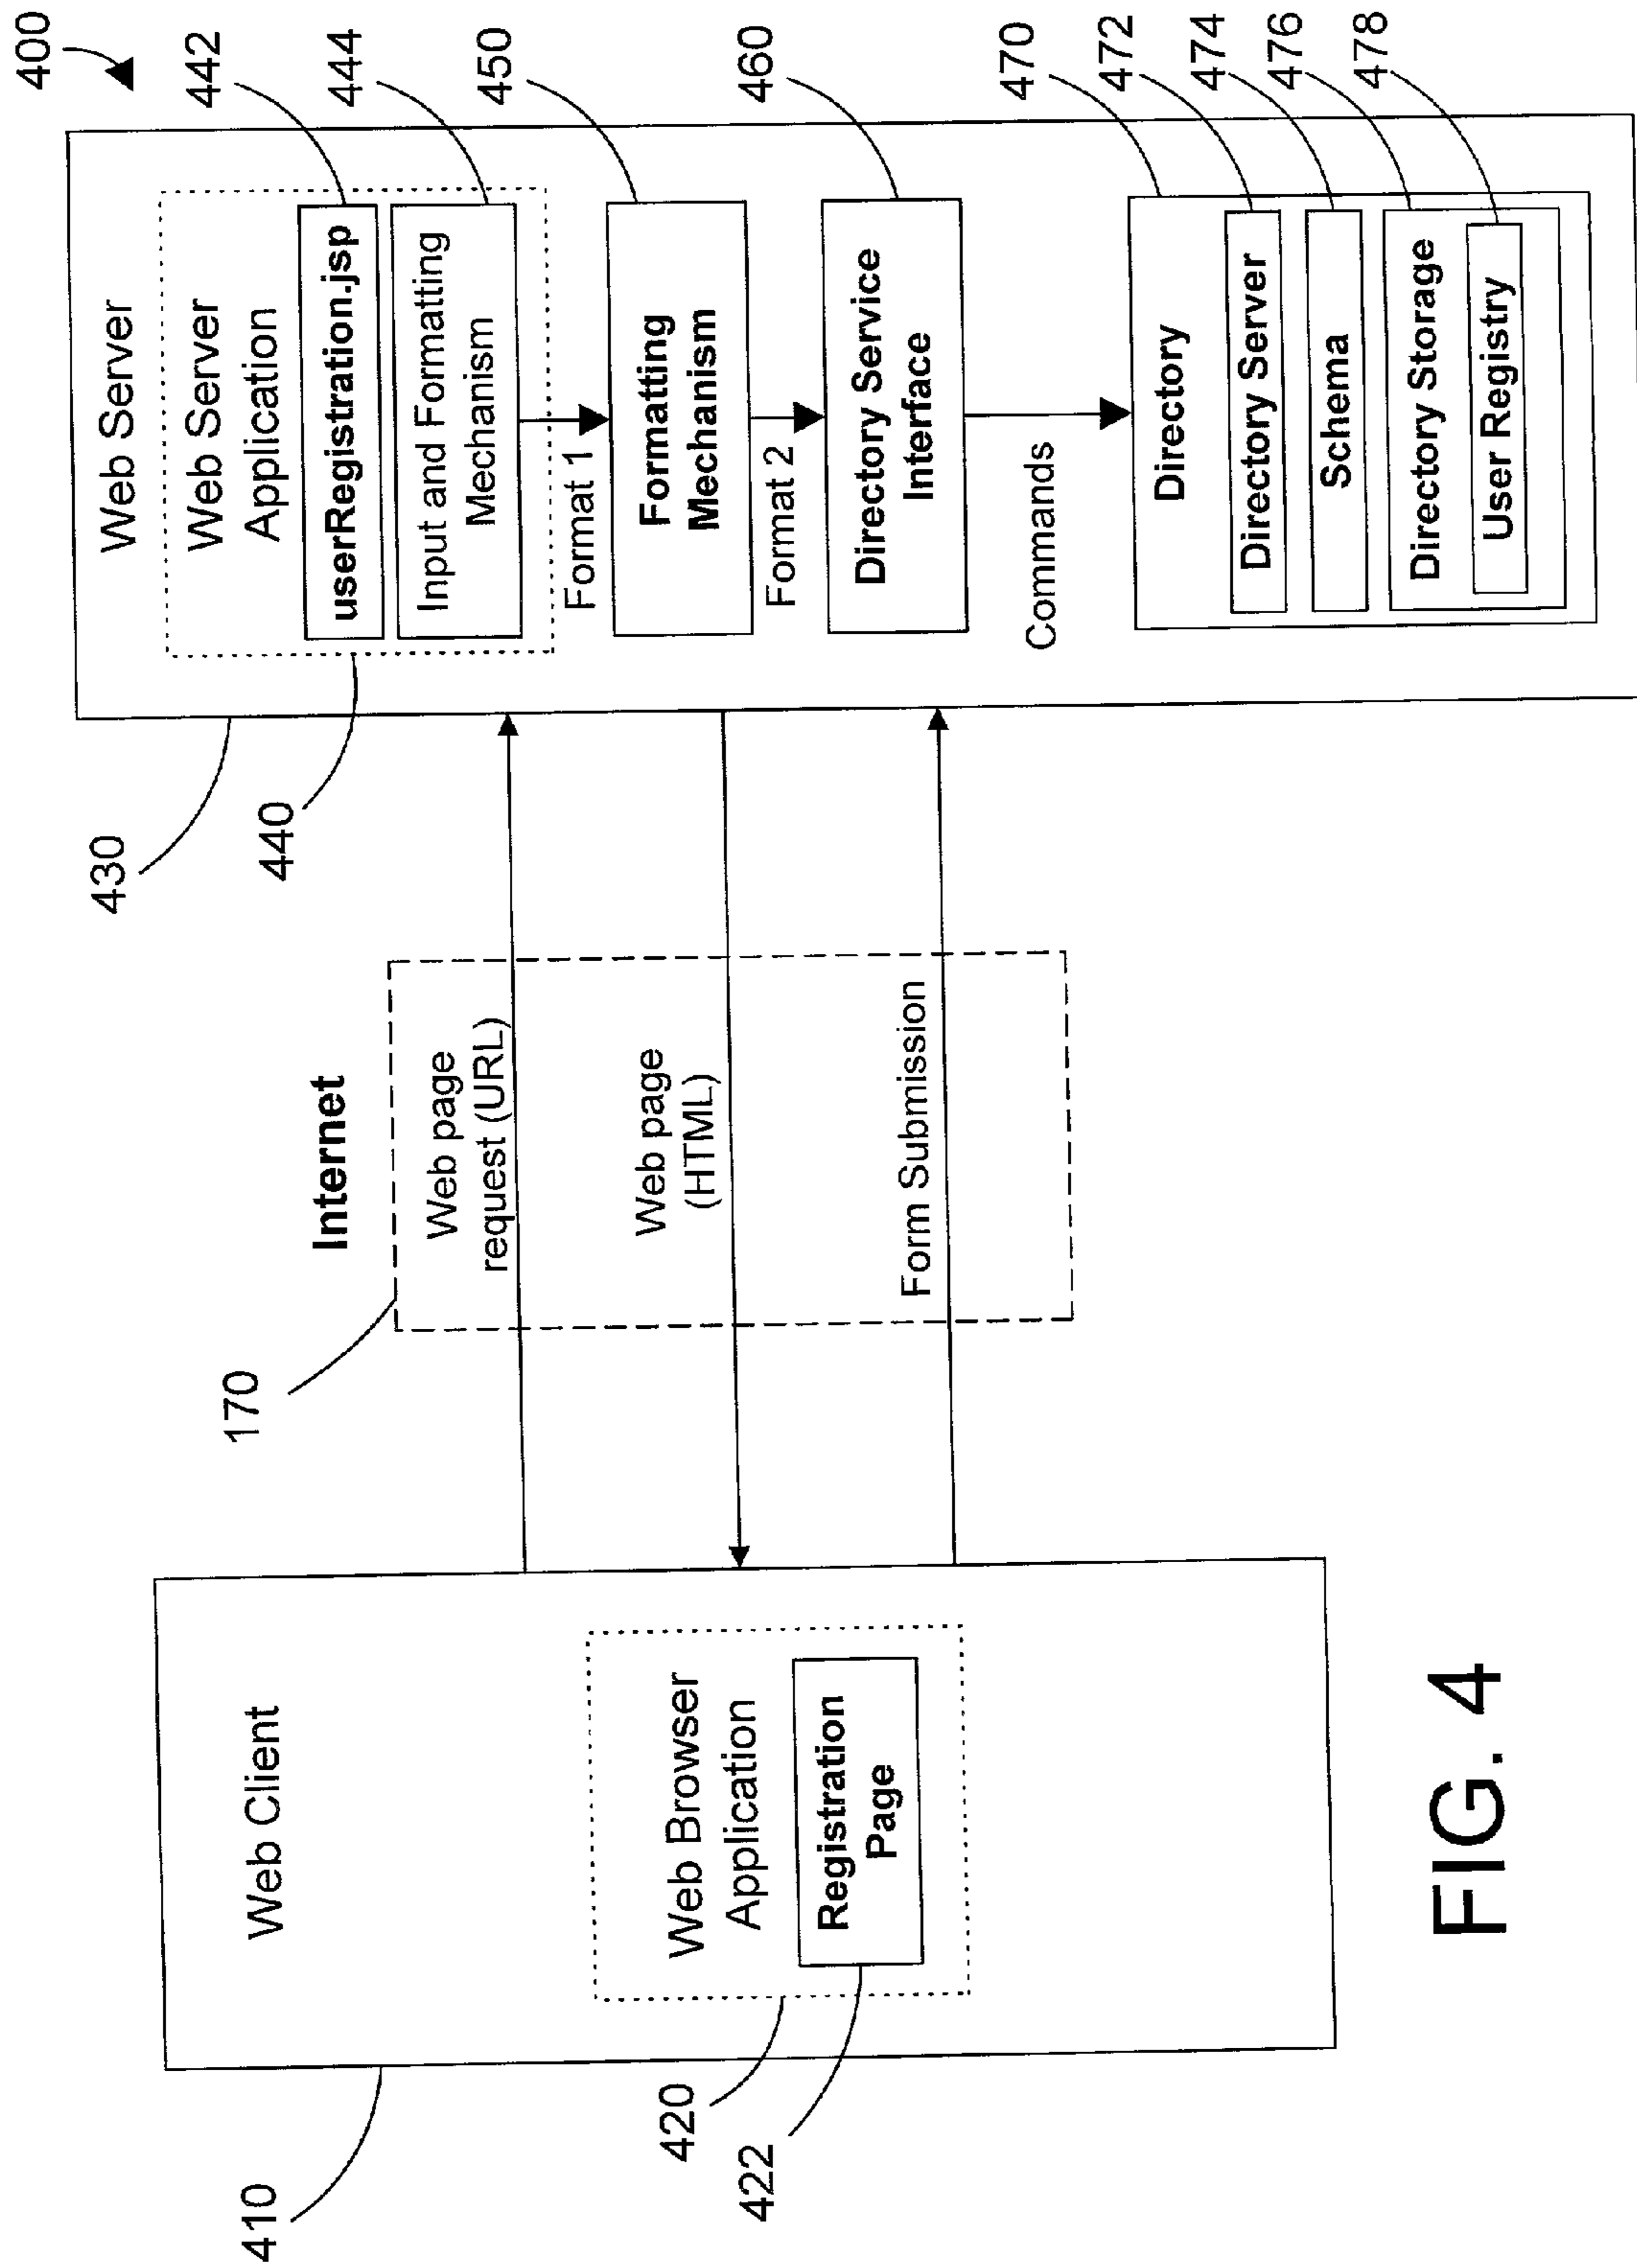 400
Web Client
410
Web Browser
Application
420
Registration
Page
422
Internet
170
Web page
request (URL)
Web page
(HTML)
Form Submission
Web Server
430
Web Server
Application
440
userRegistration.jsp
442
Input and Formatting
Mechanism
444
Format 1
Formatting
Mechanism
450
Format 2
Directory Service
Interface
460
Commands
Directory
470
Directory Server
472
Schema
474
Directory Storage
476
User Registry
478
FIG. 4